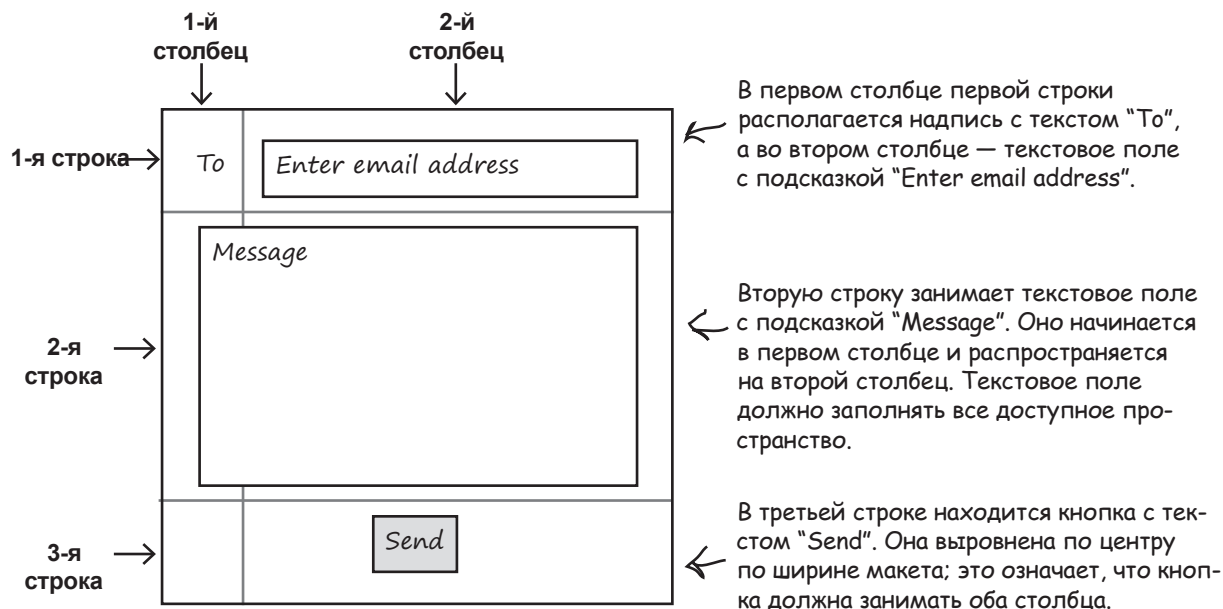 1-й
столбец
2-й
столбец
1-я строка
To
Enter email address
В первом столбце первой строки
располагается надпись с текстом “To”,
а во втором столбце — текстовое поле
с подсказкой “Enter email address”.
2-я
строка
Message
Вторую строку занимает текстовое поле
с подсказкой “Message”. Оно начинается
в первом столбце и распространяется
на второй столбец. Текстовое поле
должно заполнять все доступное про-
странство.
3-я
строка
Send
В третьей строке находится кнопка с тек-
стом “Send”. Она выровнена по центру
по ширине макета; это означает, что кноп-
ка должна занимать оба столбца.